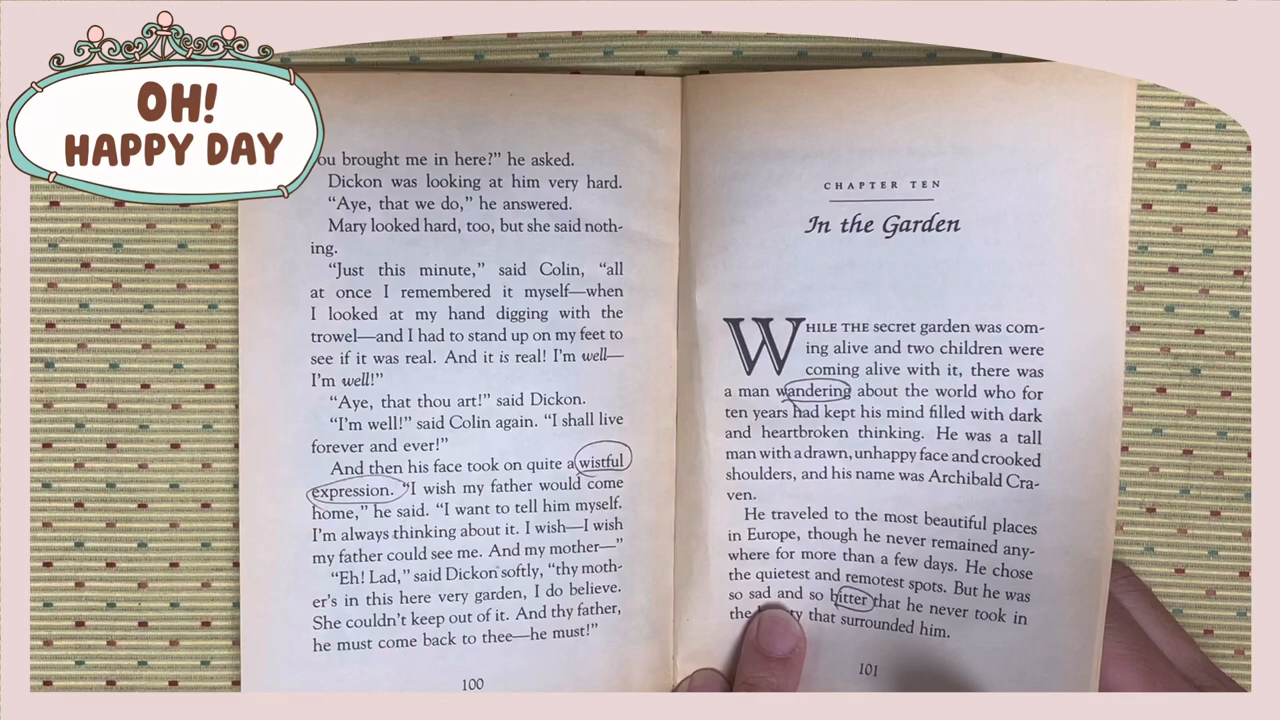 OH!
HAPPY DAY
ou brought me in here?” he asked.
Dickon was looking at him very hard.
“Aye, that we do,” he answered.
Mary looked hard, too, but she said noth-
ing.
“Just this minute,” said Colin, “all
at once I remembered it myself—when
I looked at my hand digging with the
trowel—and I had to stand up on my feet to
see if it was real. And it is real! I’m well—
I’m well!”
“Aye, that thou art!” said Dickon.
“I’m well!” said Colin again. “I shall live
forever and ever!”
And then his face took on quite a wistful
expression. “I wish my father would come
home,” he said. “I want to tell him myself.
I’m always thinking about it. I wish—I wish
my father could see me. And my mother—”
“Eh! Lad,” said Dickon softly, “thy moth-
er’s in this here very garden, I do believe.
She couldn’t keep out of it. And thy father,
he must come back to thee—he must!”
100
CHAPTER TEN
In the Garden
WHILE THE secret garden was com-
ing alive and two children were
coming alive with it, there was
a man wandering about the world who for
ten years had kept his mind filled with dark
and heartbroken thinking. He was a tall
man with a drawn, unhappy face and crooked
shoulders, and his name was Archibald Cra-
ven.
He traveled to the most beautiful places
in Europe, though he never remained any-
where for more than a few days. He chose
the quietest and remotest spots. But he was
so sad and so bitter that he never took in
the that surrounded him.
101